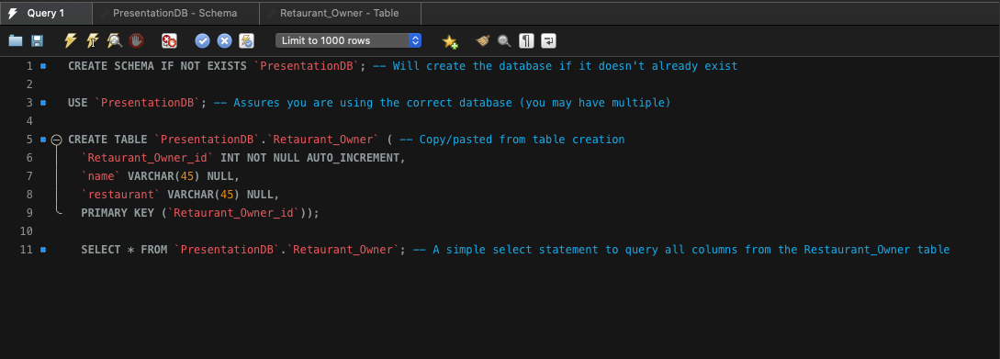 Query 1
PresentationDB - Schema
Retaurant_Owner - Table
Limit to 1000 rows
1 CREATE SCHEMA IF NOT EXISTS `PresentationDB`; -- Will create the database if it doesn't already exist
2
3 USE `PresentationDB`; -- Assures you are using the correct database (you may have multiple)
4
5 CREATE TABLE `PresentationDB`.`Retaurant_Owner` ( -- Copy/pasted from table creation
6 `Retaurant_Owner_id` INT NOT NULL AUTO_INCREMENT,
7 `name` VARCHAR(45) NULL,
8 `restaurant` VARCHAR(45) NULL,
9 PRIMARY KEY (`Retaurant_Owner_id`));
10
11 SELECT * FROM `PresentationDB`.`Retaurant_Owner`; -- A simple select statement to query all columns from the Restaurant_Owner table